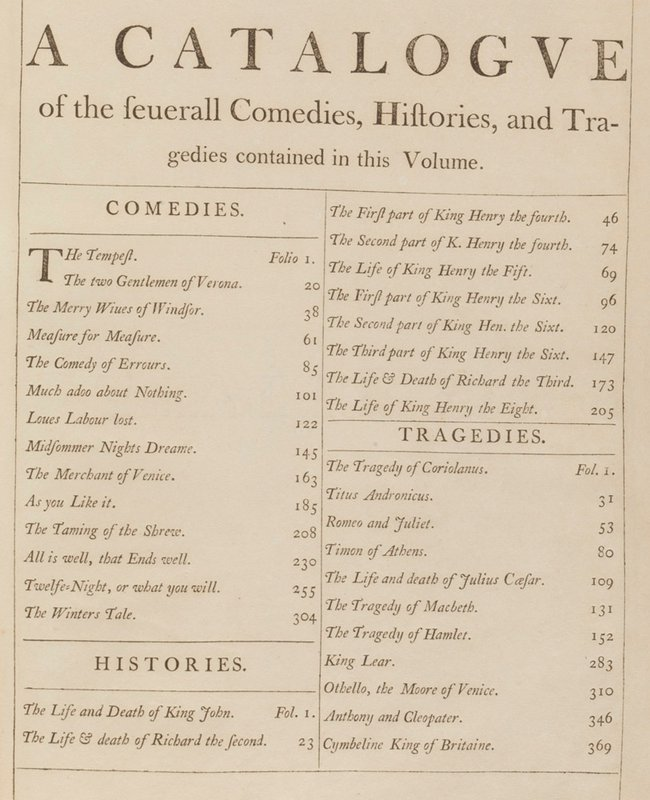 A CATALOGVE
of the ſeuerall Comedies, Hiſtories, and Tra-
gedies contained in this Volume.
COMEDIES.
THe Tempeſt. Folio 1.
The two Gentlemen of Verona. 20
The Merry Wiues of Windſor. 38
Meaſure for Meaſure. 61
The Comedy of Errours. 85
Much adoo about Nothing. 101
Loues Labour lost. 122
Midſommer Nights Dreame. 145
The Merchant of Venice. 163
As you Like it. 185
The Taming of the Shrew. 208
All is well, that Ends well. 230
Twelfe-Night, or what you will. 255
The Winters Tale. 304
HISTORIES.
The Life and Death of King John. Fol. 1.
The Life & death of Richard the ſecond. 23
The Firſt part of King Henry the fourth. 46
The Second part of K. Henry the fourth. 74
The Life of King Henry the Fift. 69
The Firſt part of King Henry the Sixt. 96
The Second part of King Hen. the Sixt. 120
The Third part of King Henry the Sixt. 147
The Life & Death of Richard the Third. 173
The Life of King Henry the Eight. 205
TRAGEDIES.
The Tragedy of Coriolanus. Fol. 1.
Titus Andronicus. 31
Romeo and Juliet. 53
Timon of Athens. 80
The Life and death of Julius Cæſar. 109
The Tragedy of Macbeth. 131
The Tragedy of Hamlet. 152
King Lear. 283
Othello, the Moore of Venice. 310
Anthony and Cleopater. 346
Cymbeline King of Britaine. 369